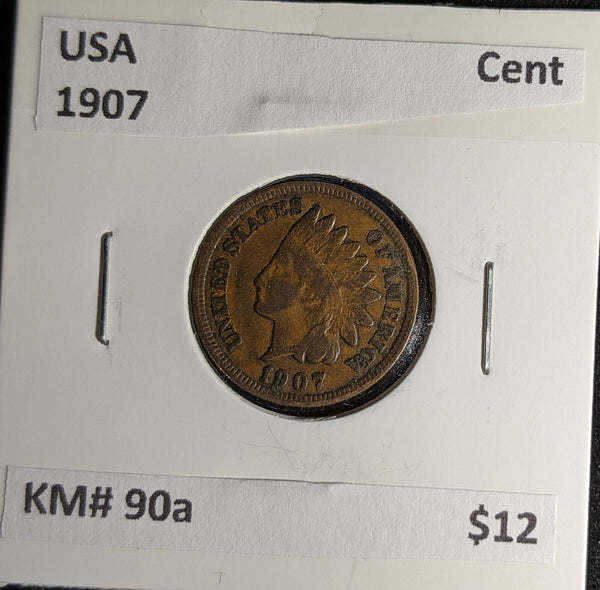 USA Cent
1907
UNITED STATES OF AMERICA
1907
KM# 90a $12